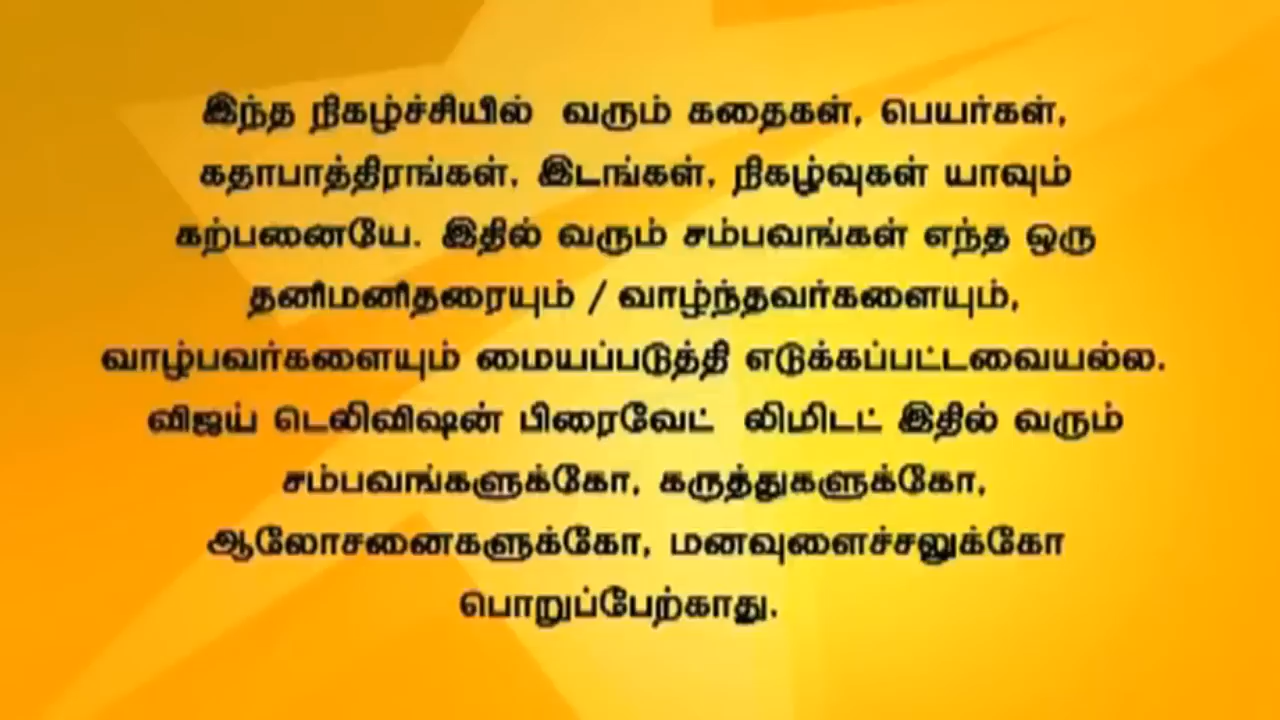 இந்த நிகழ்ச்சியில் வரும் கதைகள், பெயர்கள்,
கதாபாத்திரங்கள், இடங்கள், நிகழ்வுகள் யாவும்
கற்பனையே. இதில் வரும் சம்பவங்கள் எந்த ஒரு
தனிமனிதரையும் / வாழ்ந்தவர்களையும்,
வாழ்பவர்களையும் மையப்படுத்தி எடுக்கப்பட்டவையல்ல.
விஜய் டெலிவிஷன் பிரைவேட் லிமிடட் இதில் வரும்
சம்பவங்களுக்கோ, கருத்துகளுக்கோ,
ஆலோசனைகளுக்கோ, மனவுளைச்சலுக்கோ
பொறுப்பேற்காது.